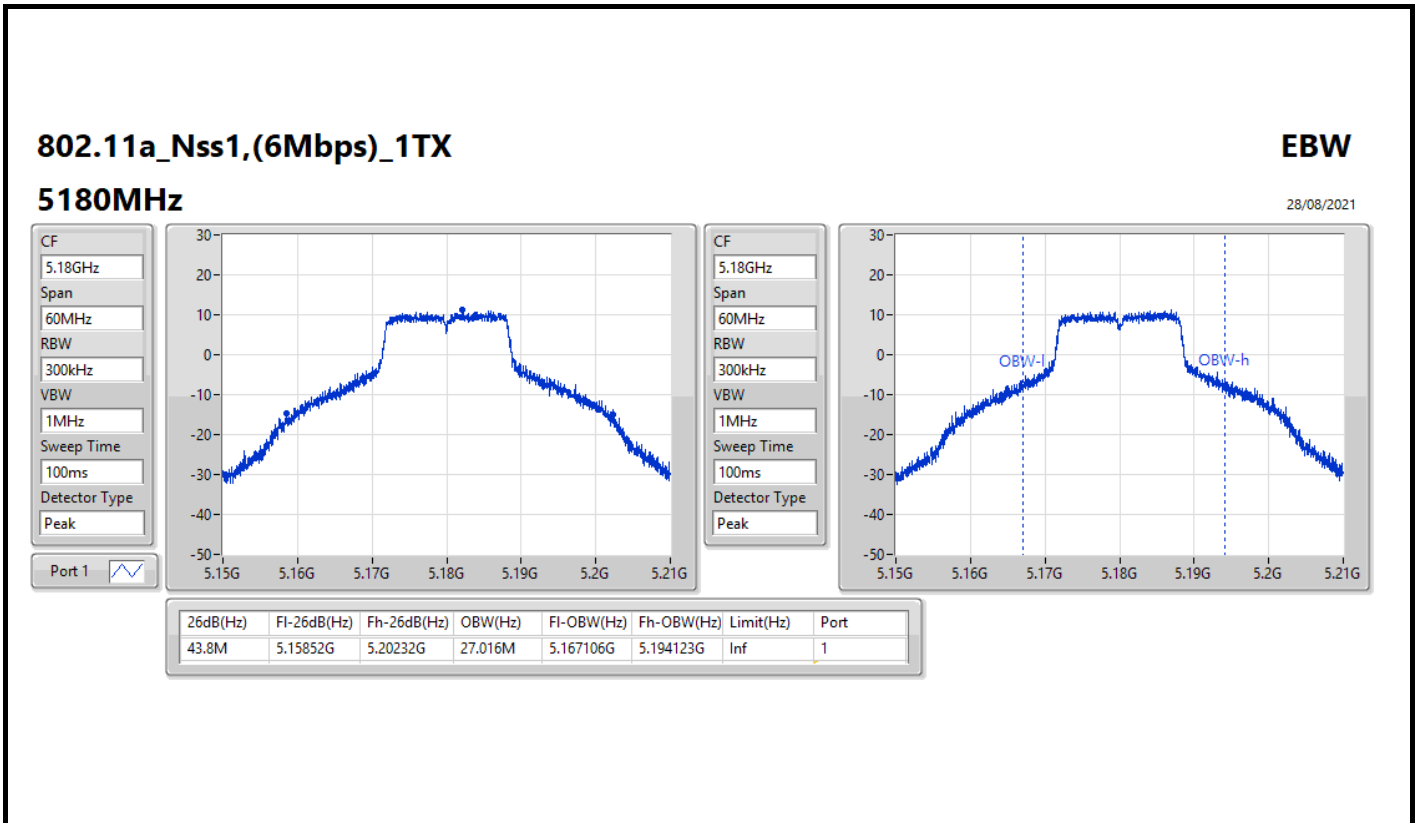 802.11a_Nss1,(6Mbps)_1TX
EBW
5180MHz
28/08/2021
CF
5.18GHz
Span
60MHz
RBW
300kHz
VBW
1MHz
Sweep Time
100ms
Detector Type
Peak
Port 1
30
20
10
0
-10
-20
-30
-40
-50
5.15G 5.16G 5.17G 5.18G 5.19G 5.2G 5.21G
CF
5.18GHz
Span
60MHz
RBW
300kHz
VBW
1MHz
Sweep Time
100ms
Detector Type
Peak
30
20
10
0
-10
-20
-30
-40
-50
OBW-l OBW-h
5.15G 5.16G 5.17G 5.18G 5.19G 5.2G 5.21G
26dB(Hz) Fl-26dB(Hz) Fh-26dB(Hz) OBW(Hz) Fl-OBW(Hz) Fh-OBW(Hz) Limit(Hz) Port
43.8M 5.15852G 5.20232G 27.016M 5.167106G 5.194123G Inf 1